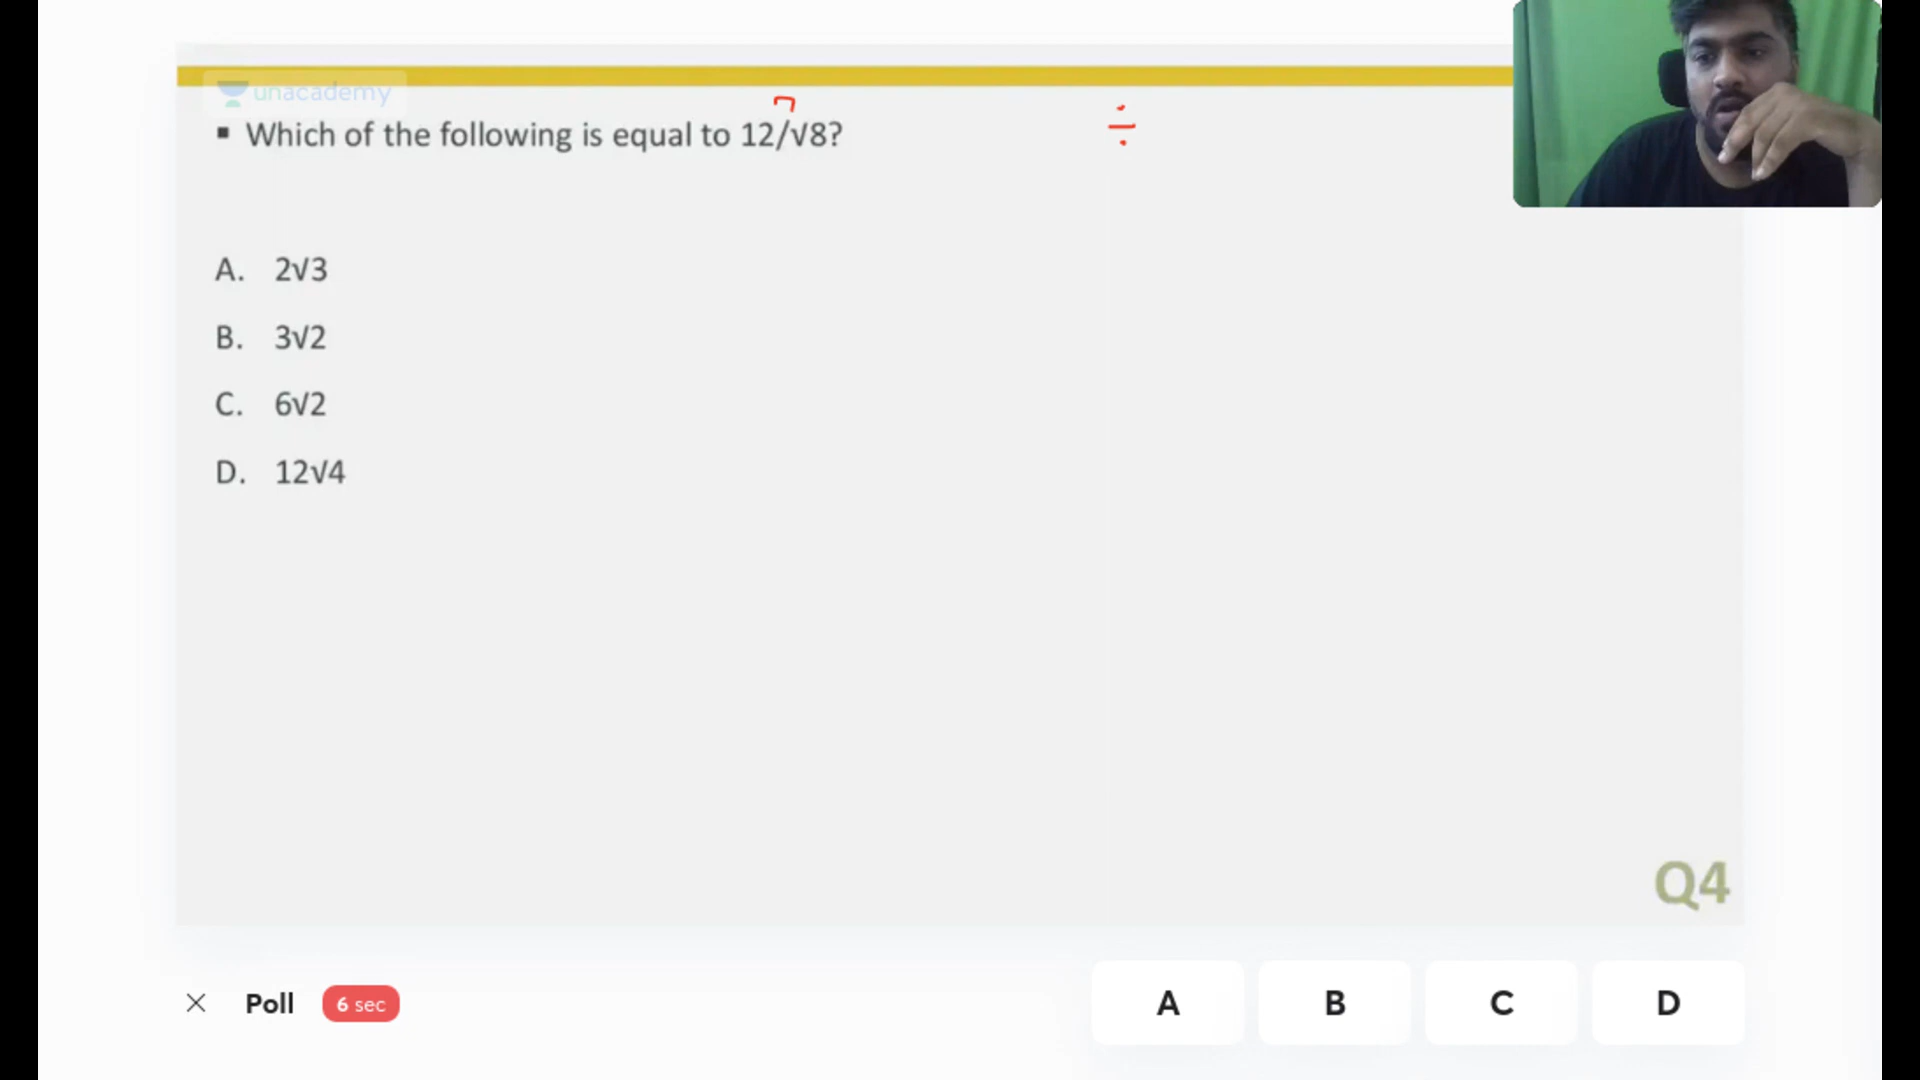 unacademy
▪ Which of the following is equal to 12/√8?
÷
A. 2√3
B. 3√2
C. 6√2
D. 12√4
Q4
× Poll 6 sec A B C D